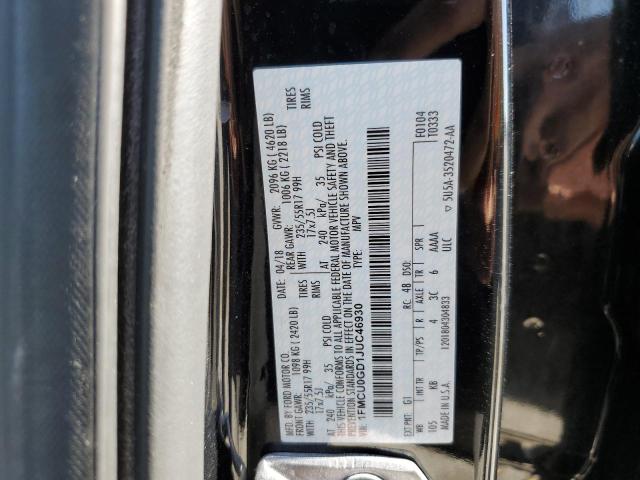 MFD. BY FORD MOTOR CO.
DATE: 04/18 GVWR: 2096 KG ( 4620 LB)
FRONT GAWR: 1098 KG ( 2420 LB) REAR GAWR: 1006 KG ( 2218 LB)
WITH 235/55R17 99H TIRES WITH 235/55R17 99H TIRES
17x7.5J RIMS 17x7.5J RIMS
AT 240 kPa/ 35 PSI COLD AT 240 kPa/ 35 PSI COLD
THIS VEHICLE CONFORMS TO ALL APPLICABLE FEDERAL MOTOR VEHICLE SAFETY AND THEFT
PREVENTION STANDARDS IN EFFECT ON THE DATE OF MANUFACTURE SHOWN ABOVE.
VIN: 1FMCU0GD1JUC46930 TYPE: MPV
F0104
T0333
EXT PNT: G1 RC: 48 DSO:
WB INT TR TP/PS R AXLE TR SPR
105 KB 4 3C 6 AAAA
MADE IN U.S.A. 1201804304833 ULC
▽ 5U5A-3520472-AA